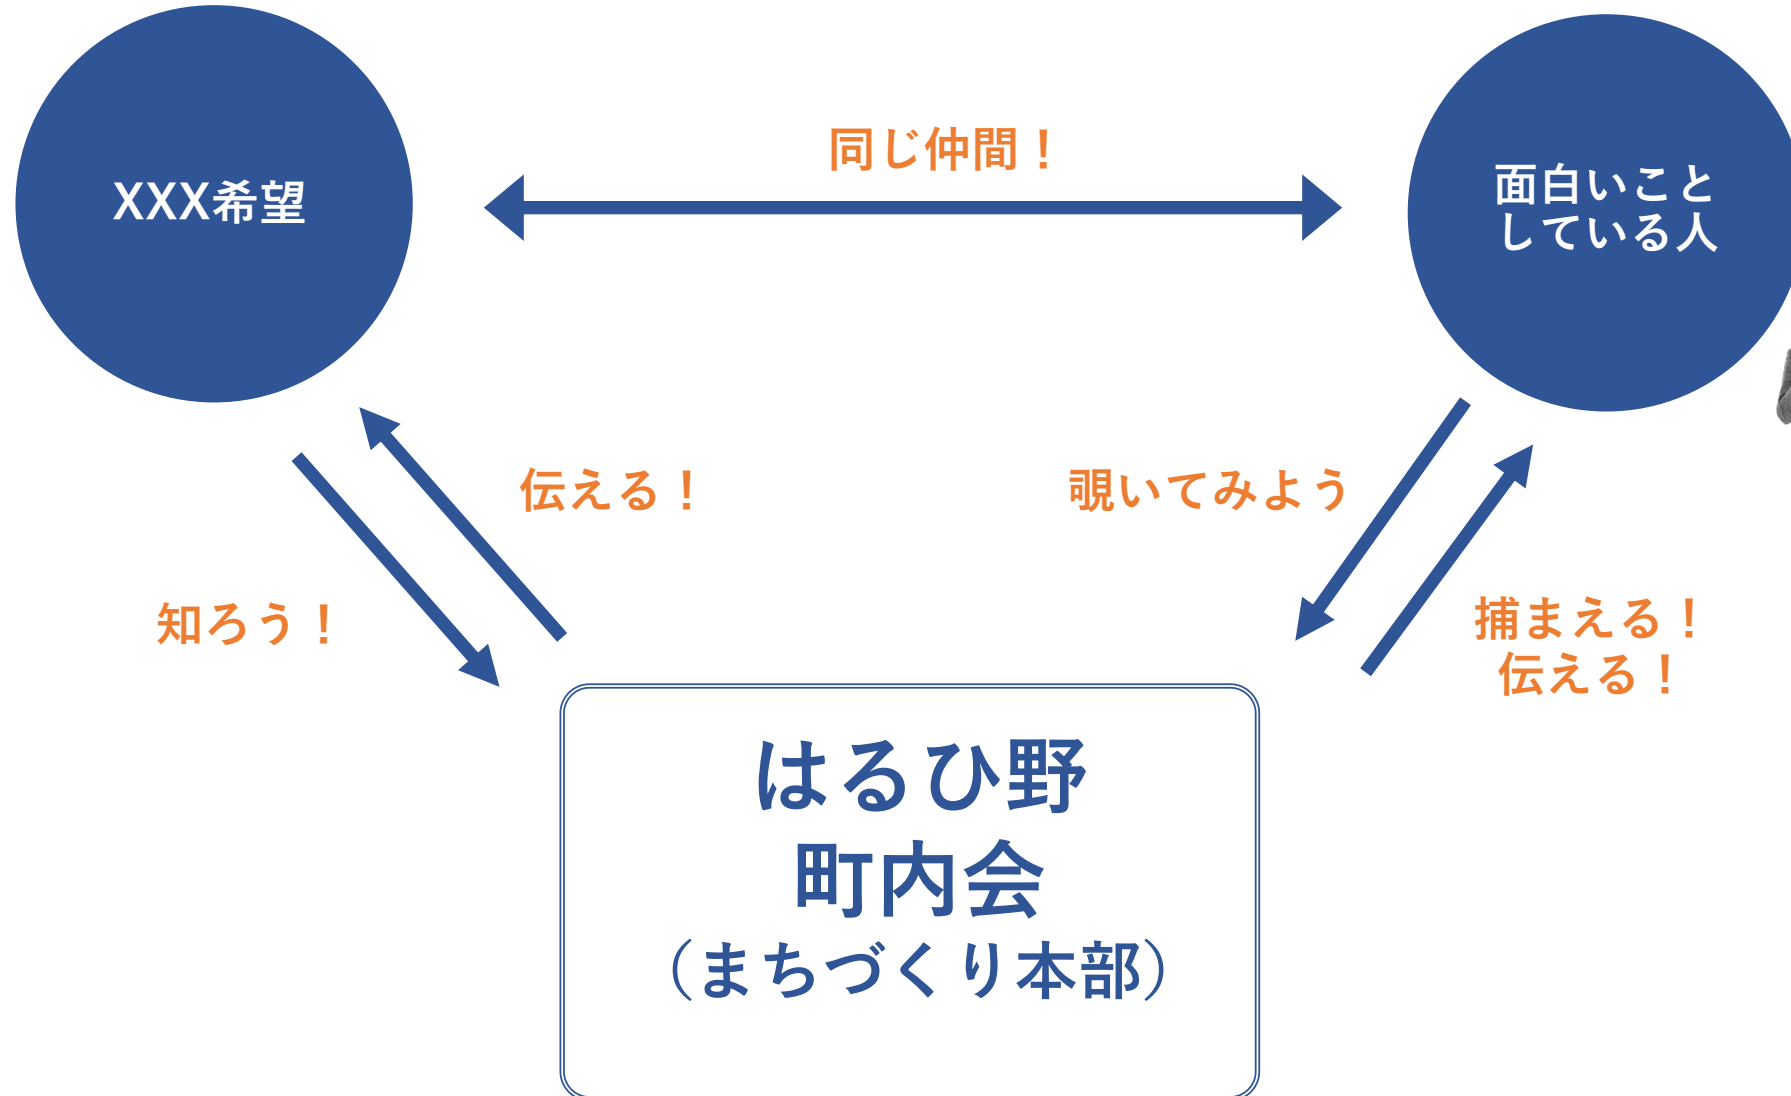 同じ仲間！
XXX希望
面白いこと
している人
伝える！
覗いてみよう
知ろう！
捕まえる！
伝える！
はるひ野
町内会
（まちづくり本部）